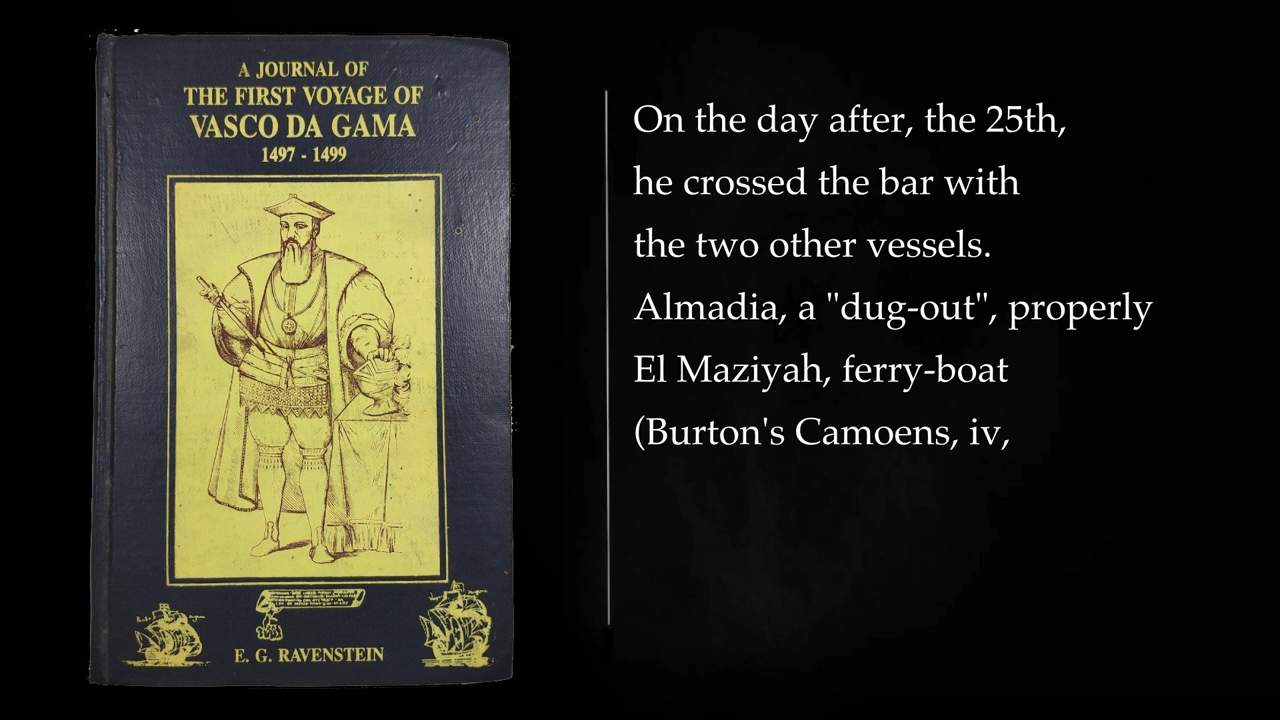 A JOURNAL OF
THE FIRST VOYAGE OF
VASCO DA GAMA
1497 - 1499
E. G. RAVENSTEIN
On the day after, the 25th,
he crossed the bar with
the two other vessels.
Almadia, a "dug-out", properly
El Maziyah, ferry-boat
(Burton's Camoens, iv,